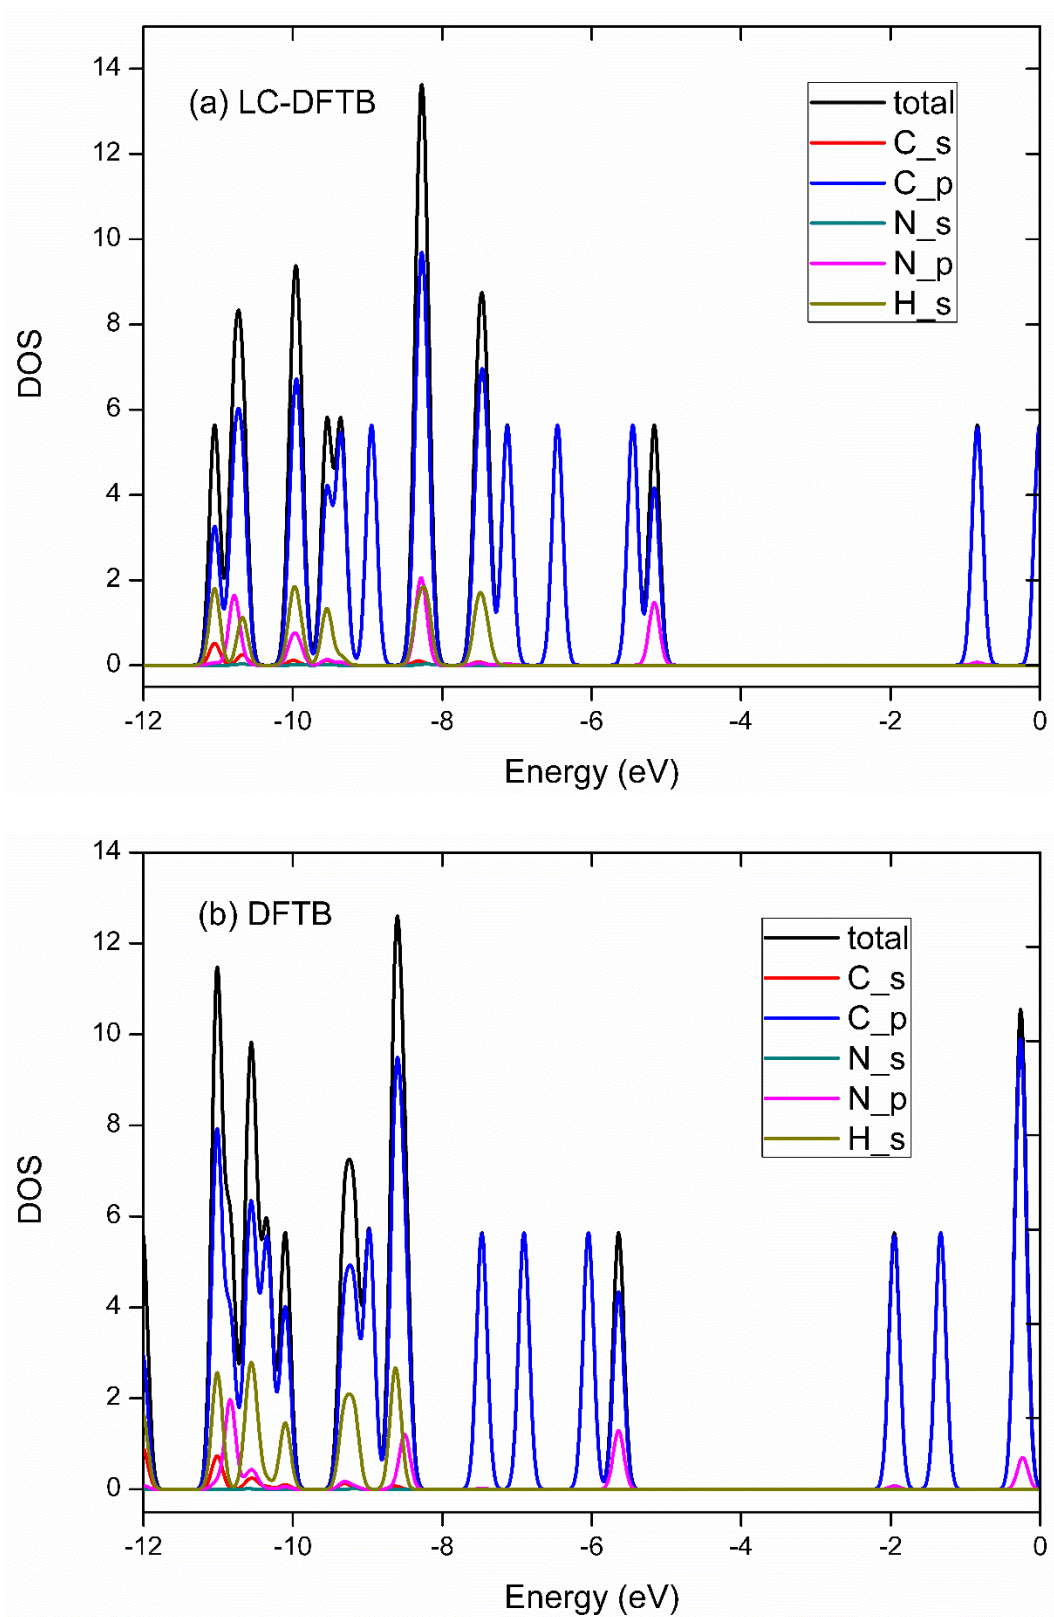 (a) LC-DFTB
total
C_s
C_p
N_s
N_p
H_s
DOS
14
12
10
8
6
4
2
0
-12
-10
-8
-6
-4
-2
0
Energy (eV)
(b) DFTB
total
C_s
C_p
N_s
N_p
H_s
DOS
14
12
10
8
6
4
2
0
-12
-10
-8
-6
-4
-2
0
Energy (eV)